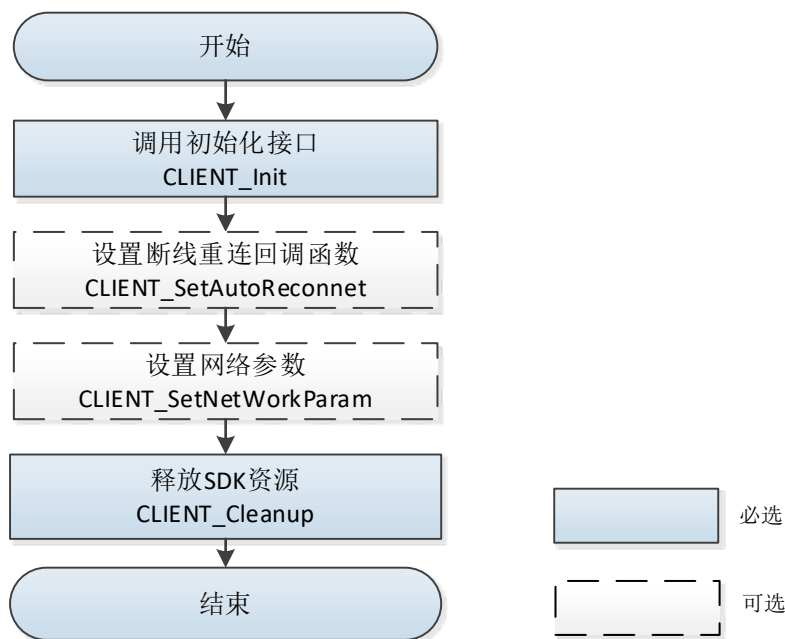 开始
调用初始化接口
CLIENT_Init
设置断线重连回调函数
CLIENT_SetAutoReconnet
设置网络参数
CLIENT_SetNetWorkParam
释放SDK资源
CLIENT_Cleanup
结束
必选
可选